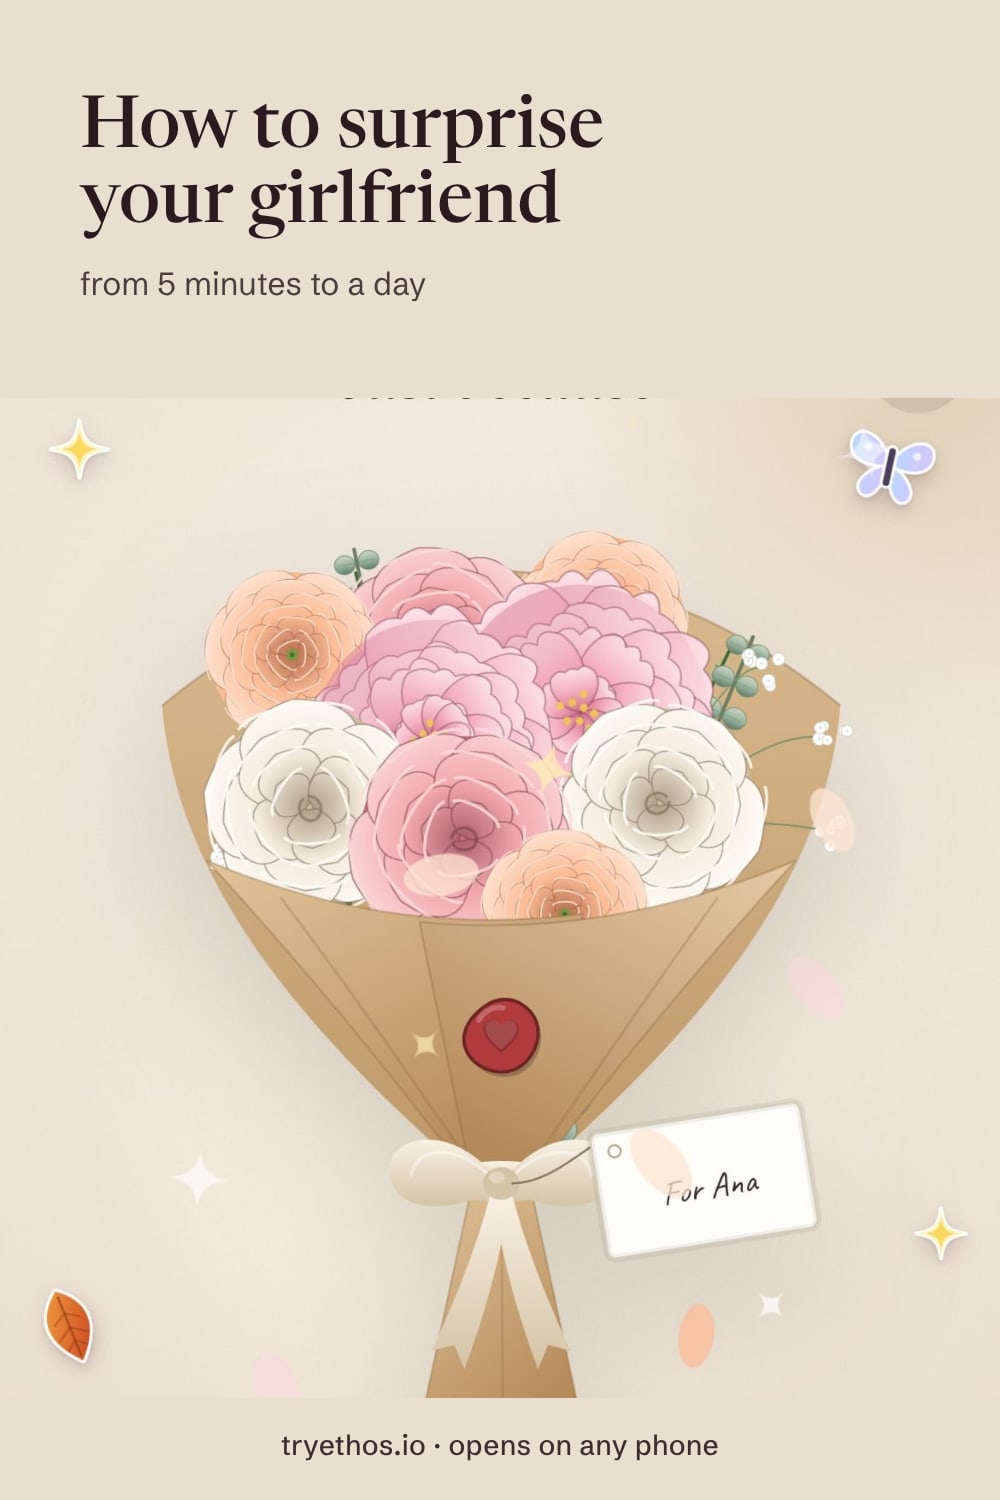 How to surprise
your girlfriend
from 5 minutes to a day
For Ana
tryethos.io · opens on any phone